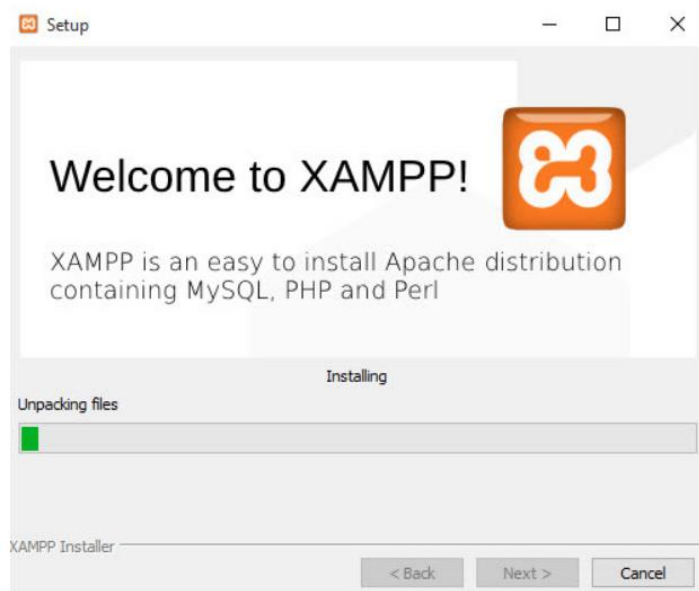 Setup
Welcome to XAMPP!
XAMPP is an easy to install Apache distribution
containing MySQL, PHP and Perl
Installing
Unpacking files
XAMPP Installer
< Back
Next >
Cancel